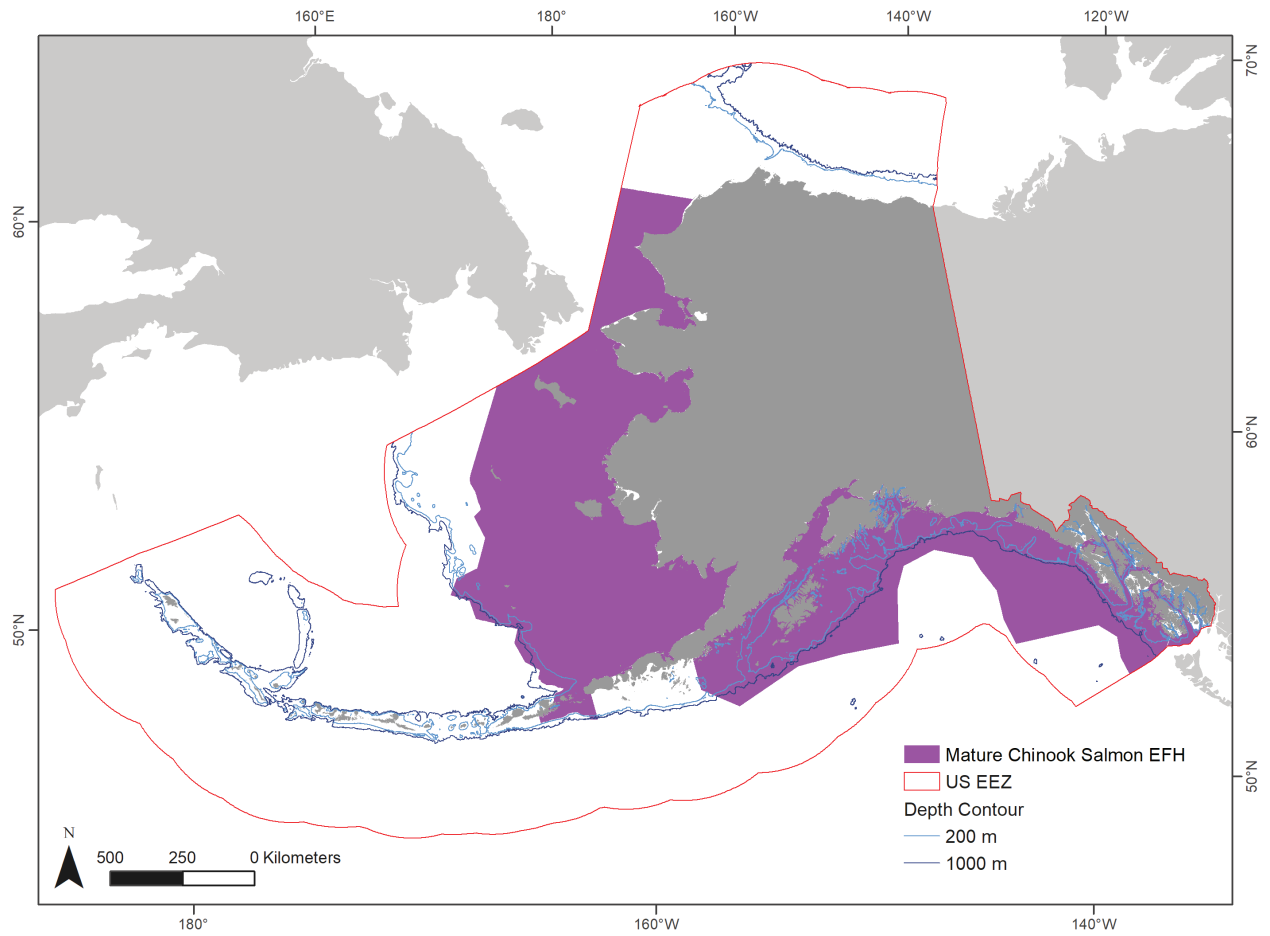 160°E 180° 160°W 140°W 120°W
70°N
60°N
60°N
50°N
50°N
Mature Chinook Salmon EFH
US EEZ
Depth Contour
200 m
1000 m
N
500 250 0 Kilometers
180° 160°W 140°W